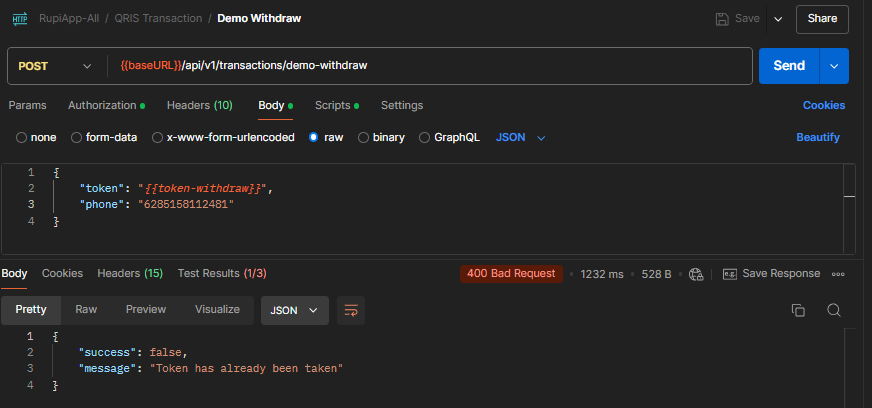 HTTP RupiApp-All / QRIS Transaction / Demo Withdraw Save Share
POST {{baseURL}}/api/v1/transactions/demo-withdraw Send
Params Authorization Headers (10) Body Scripts Settings Cookies
none form-data x-www-form-urlencoded raw binary GraphQL JSON Beautify
1 {
2 "token": "{{token-withdraw}}",
3 "phone": "6285158112481"
4 }
Body Cookies Headers (15) Test Results (1/3) 400 Bad Request • 1232 ms • 528 B e.g. Save Response
Pretty Raw Preview Visualize JSON
1 {
2 "success": false,
3 "message": "Token has already been taken"
4 }